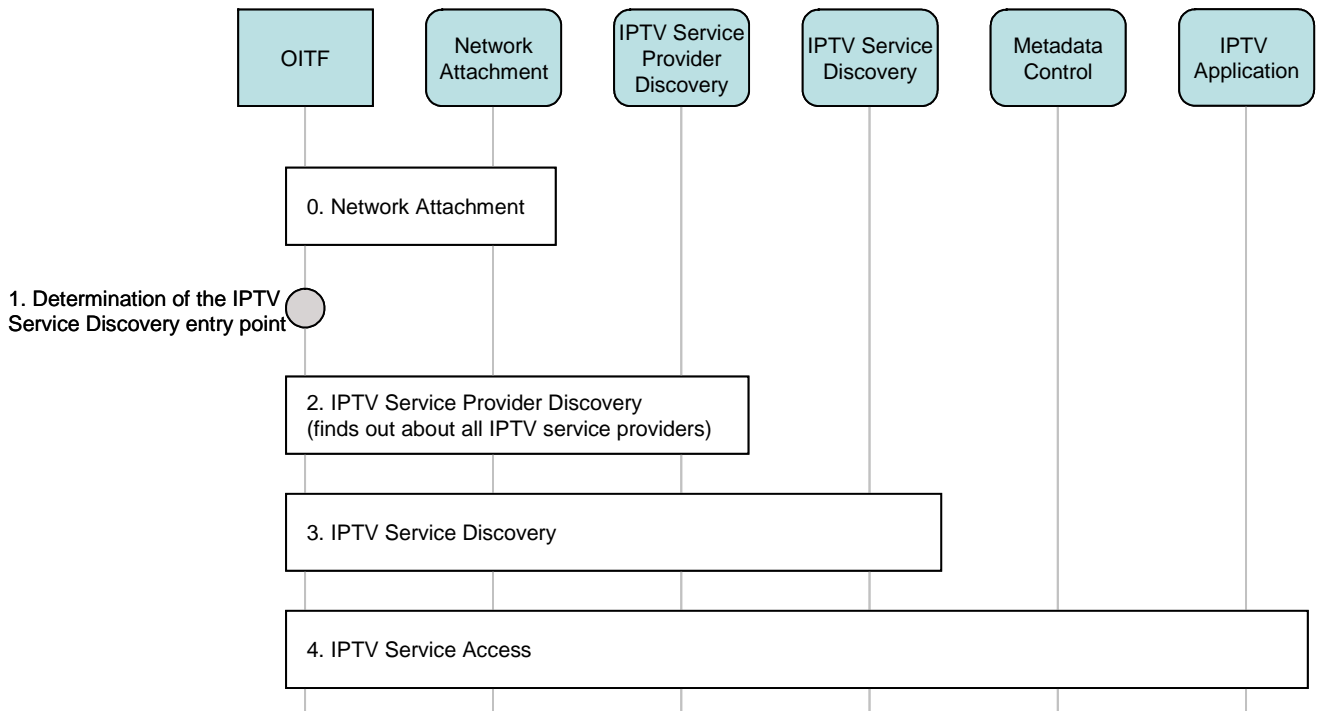 OITF
Network
Attachment
IPTV Service
Provider
Discovery
IPTV Service
Discovery
Metadata
Control
IPTV
Application
0. Network Attachment
1. Determination of the IPTV
Service Discovery entry point
2. IPTV Service Provider Discovery
(finds out about all IPTV service providers)
3. IPTV Service Discovery
4. IPTV Service Access